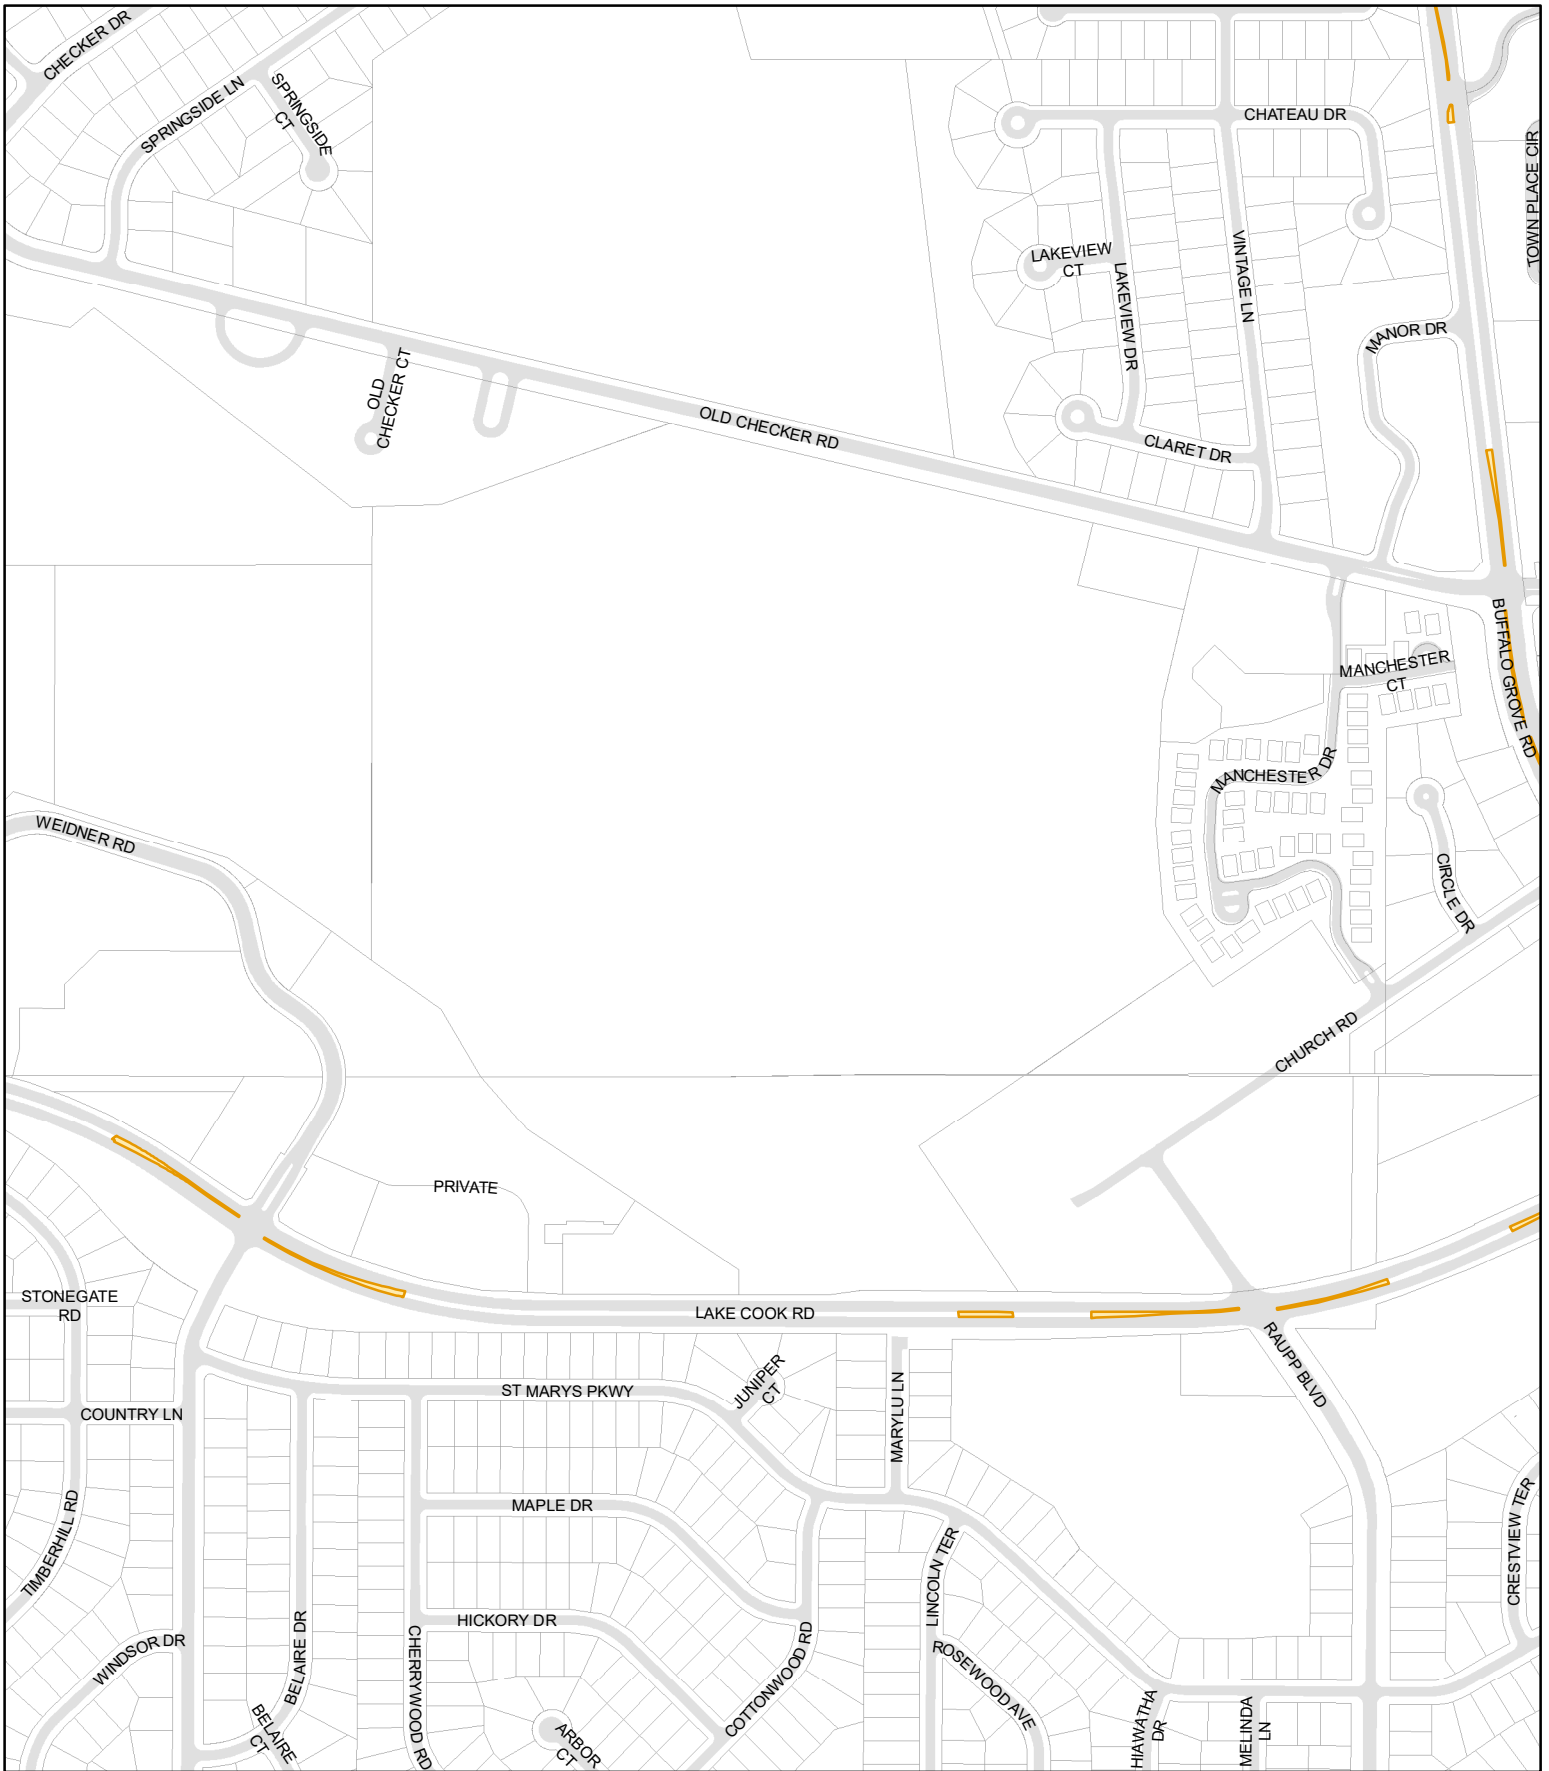 CHECKER DR
SPRINGSIDE LN
SPRINGSIDE
CT
CHATEAU DR
TOWN PLACE CIR
LAKEVIEW
CT
LAKEVIEW DR
VINTAGE LN
MANOR DR
OLD
CHECKER CT
OLD CHECKER RD
CLARET DR
BUFFALO GROVE RD
MANCHESTER
CT
MANCHESTER DR
WEIDNER RD
CIRCLE DR
CHURCH RD
PRIVATE
STONEGATE
RD
LAKE COOK RD
RAUPP BLVD
JUNIPER
CT
ST MARYS PKWY
MARYLU LN
COUNTRY LN
MAPLE DR
TIMBERHILL RD
CRESTVIEW TER
LINCOLN TER
HICKORY DR
BELAIRE DR
WINDSOR DR
CHERRYWOOD RD
COTTONWOOD RD
ROSEWOOD AVE
BELAIRE
CT
ARBOR
CT
HIAWATHA
DR
MELINDA
LN